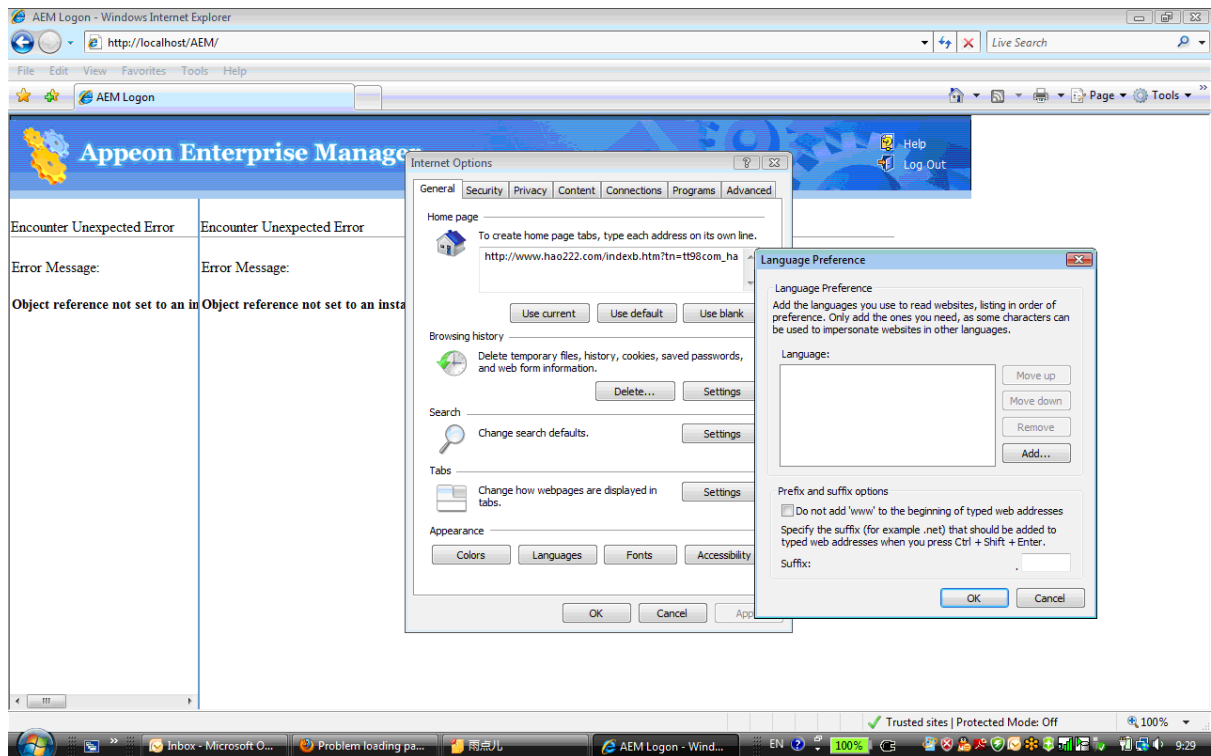 AEM Logon - Windows Internet Explorer
http://localhost/AEM/
Live Search
File Edit View Favorites Tools Help
AEM Logon
Page Tools
Appeon Enterprise Manager
Help
Log Out
Internet Options
General Security Privacy Content Connections Programs Advanced
Home page
To create home page tabs, type each address on its own line.
http://www.hao222.com/indexb.htm?tn=tt98com_ha
Use current Use default Use blank
Browsing history
Delete temporary files, history, cookies, saved passwords,
and web form information.
Delete... Settings
Search
Change search defaults.
Settings
Tabs
Change how webpages are displayed in
tabs.
Settings
Appearance
Colors Languages Fonts Accessibility
OK Cancel App
Encounter Unexpected Error
Error Message:
Object reference not set to an in
Encounter Unexpected Error
Error Message:
Object reference not set to an insta
Language Preference
Language Preference
Add the languages you use to read websites, listing in order of
preference. Only add the ones you need, as some characters can
be used to impersonate websites in other languages.
Language:
Move up
Move down
Remove
Add...
Prefix and suffix options
Do not add 'www' to the beginning of typed web addresses
Specify the suffix (for example .net) that should be added to
typed web addresses when you press Ctrl + Shift + Enter.
Suffix: .
OK Cancel
Trusted sites | Protected Mode: Off 100%
Inbox - Microsoft O... Problem loading pa... 雨点儿 AEM Logon - Wind... EN 100% 9:29